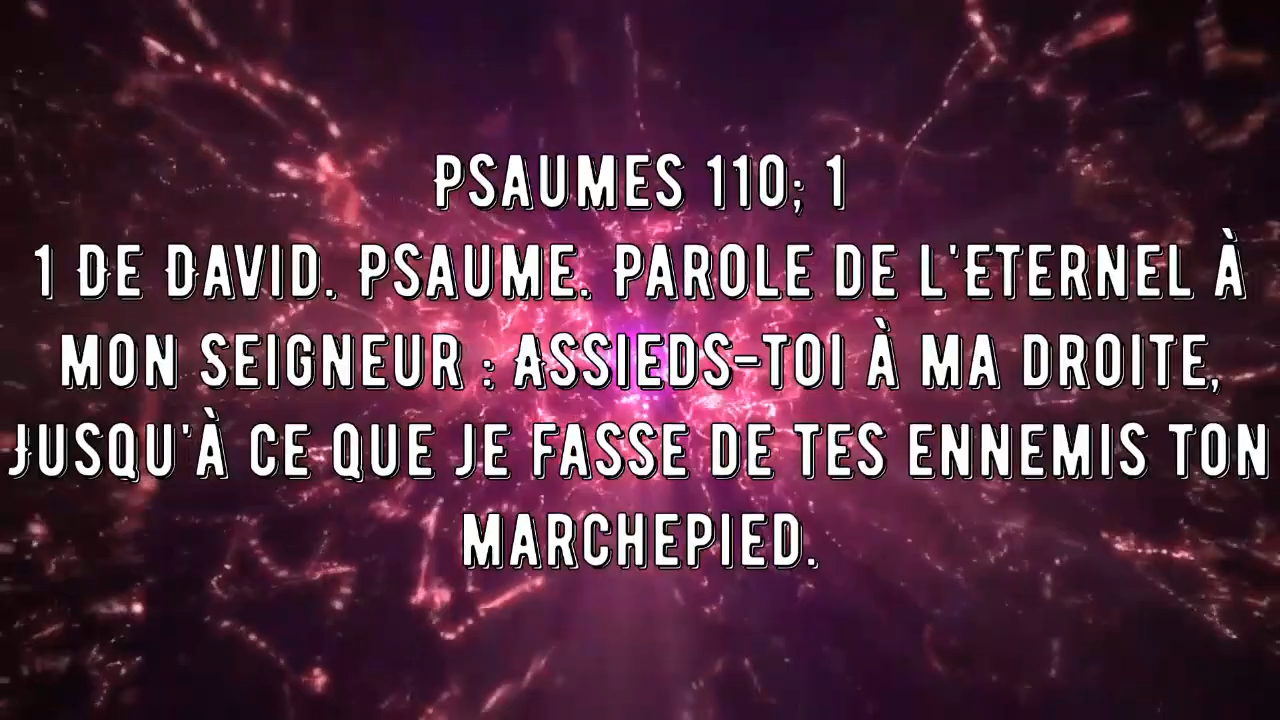 Psaumes 110; 1
1 De David. Psaume. Parole de l'Eternel à
mon Seigneur : Assieds-toi à ma droite,
Jusqu'à ce que je fasse de tes ennemis ton
marchepied.